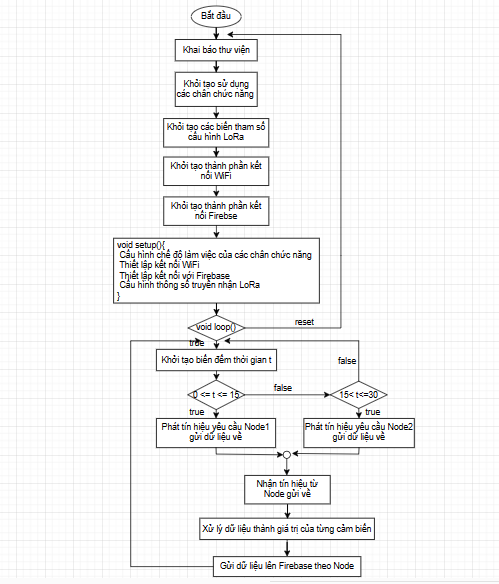 Bắt đầu
Khai báo thư viện
Khỏi tạo sử dụng
các chân chức năng
Khỏi tạo các biến tham số
cấu hình LoRa
Khỏi tạo thành phần kết
nối WiFi
Khỏi tạo thành phần kết
nối Firebse
void setup(){
Cấu hình chế độ làm việc của các chân chức năng
Thiết lập kết nối WiFi
Thiết lập kết nối với Firebase
Cấu hình thông số truyền nhận LoRa
}
void loop()
reset
true
Khỏi tạo biến đếm thời gian t
false
0 <= t <= 15
false
15< t<=30
true
true
Phát tín hiệu yêu cầu Node1
gửi dữ liệu về
Phát tín hiệu yêu cầu Node2
gửi dữ liệu về
Nhận tín hiệu từ
Node gửi về
Xử lý dữ liệu thành giá trị của từng cảm biến
Gửi dữ liệu lên Firebase theo Node